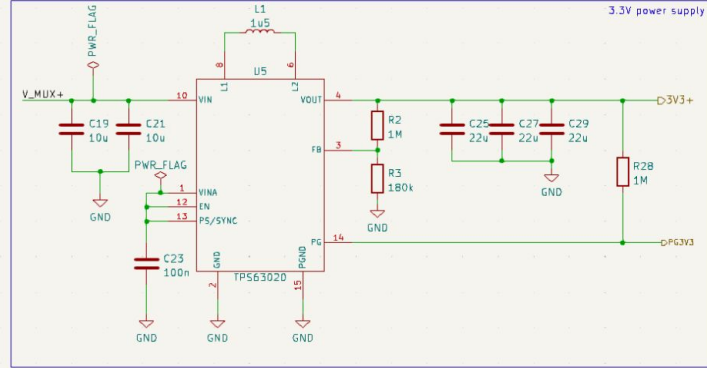 3.3V power supply
PWR_FLAG
L1
1u5
8
6
U5
L1
L2
V_MUX+
10
VIN
VOUT
4
3V3+
C19
10u
C21
10u
R2
1M
C25
22u
C27
22u
C29
22u
FB
3
PWR_FLAG
R3
180k
R28
1M
1
VINA
12
EN
13
PS/SYNC
GND
GND
GND
PG
14
PG3V3
C23
100n
GND
PGND
TPS63020
2
15
GND
GND
GND